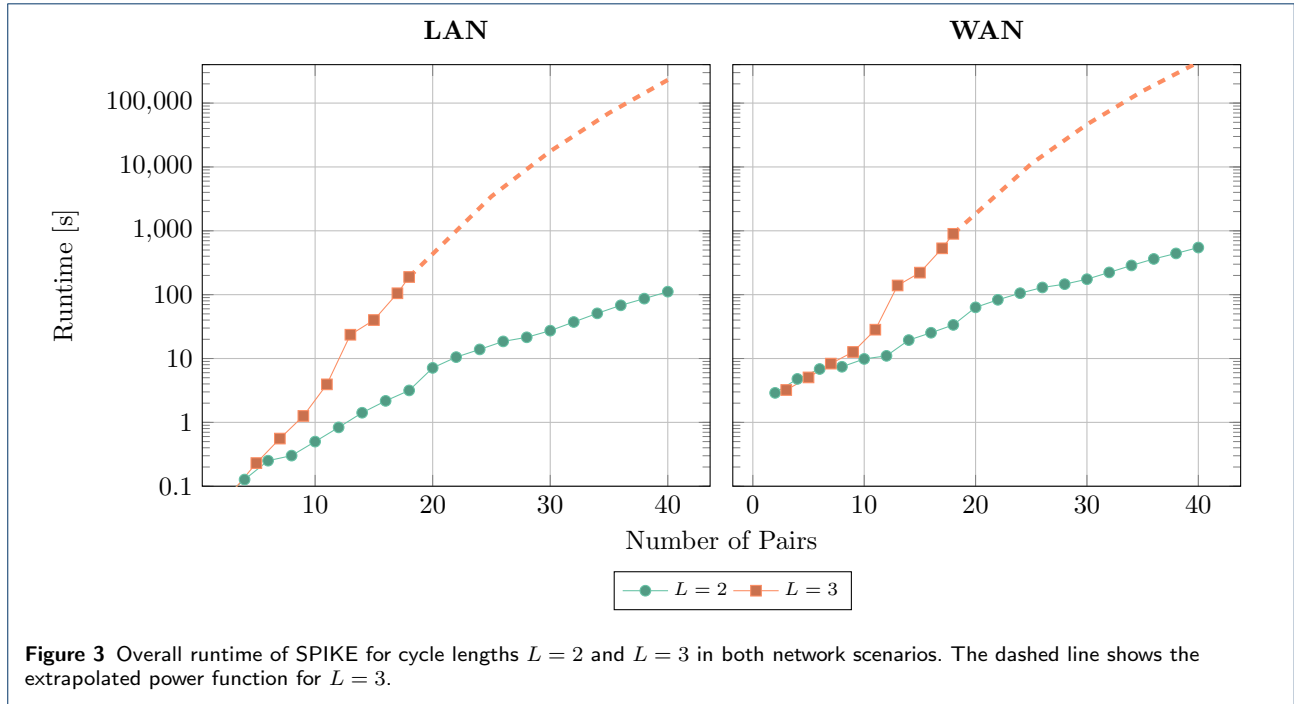 LAN
WAN
Runtime [s]
100,000
10,000
1,000
100
10
1
0.1
10
20
30
40
0
10
20
30
40
Number of Pairs
L = 2
L = 3
Figure 3 Overall runtime of SPIKE for cycle lengths L = 2 and L = 3 in both network scenarios. The dashed line shows the
extrapolated power function for L = 3.